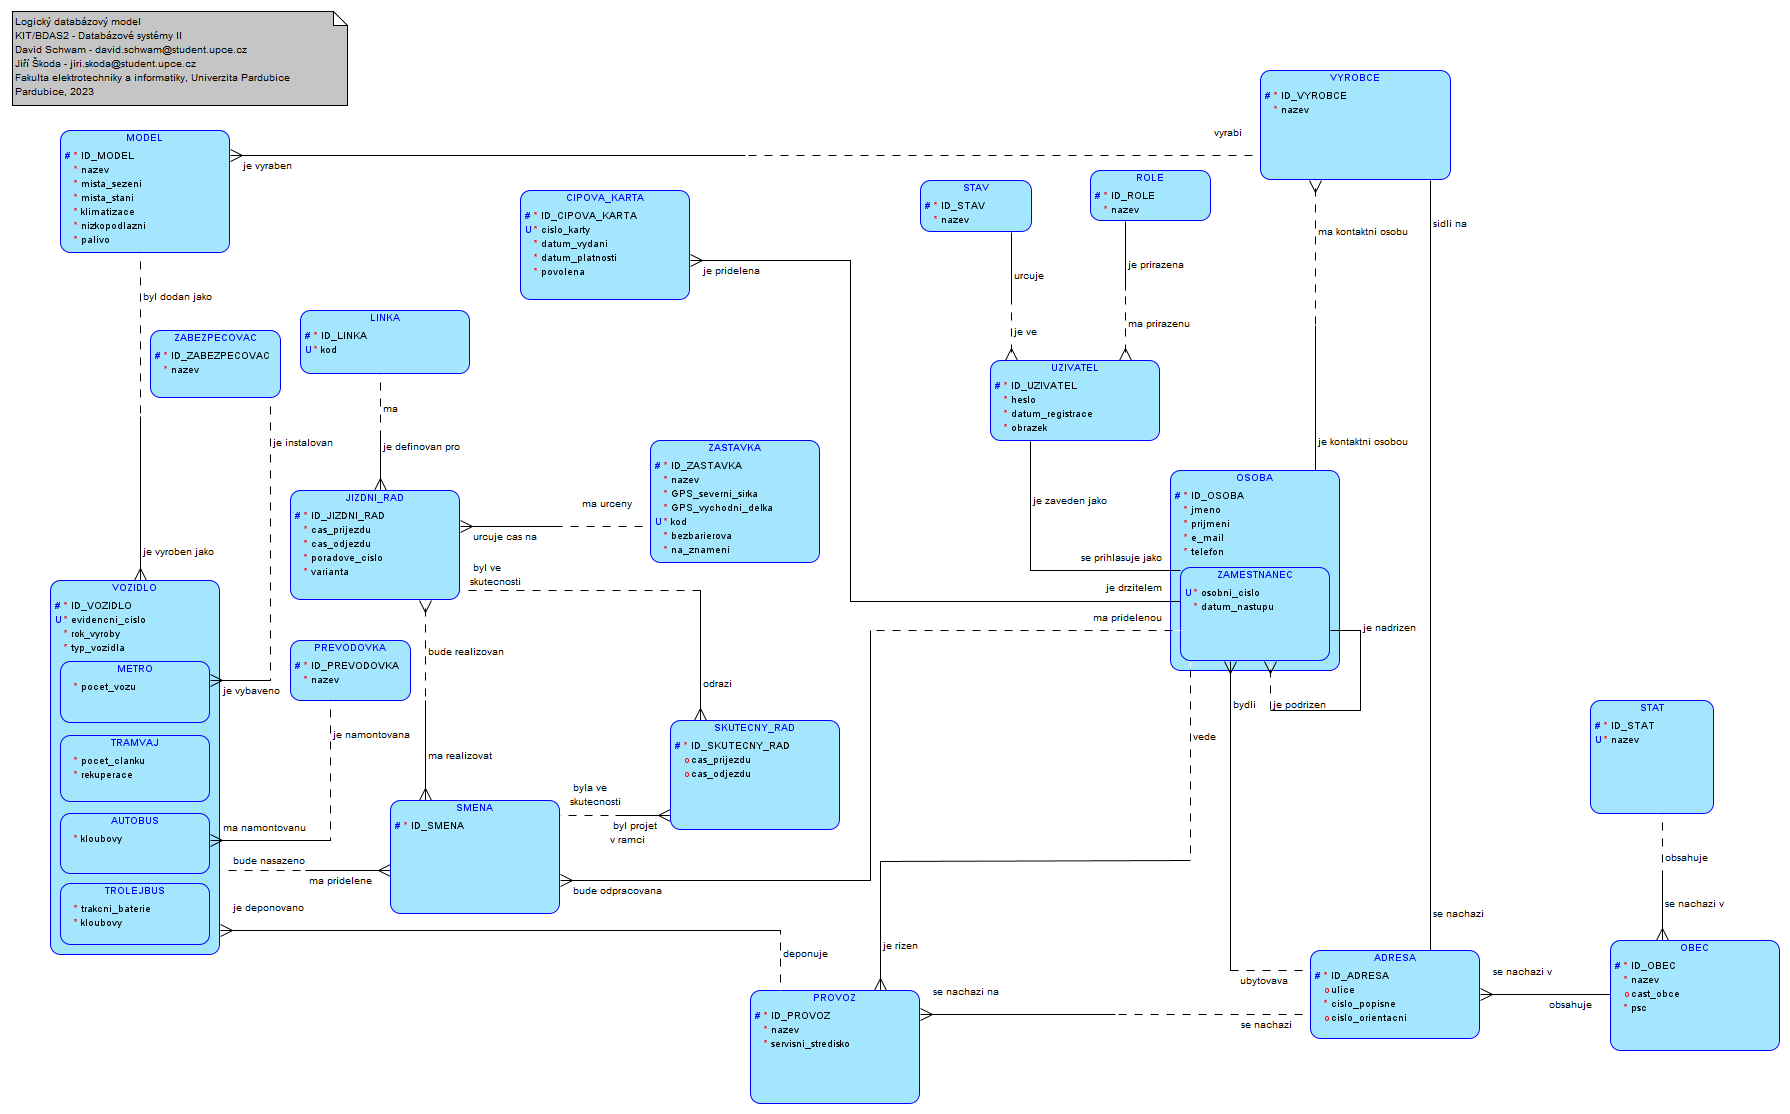 Logický databázový model
KIT/BDAS2 - Databázové systémy II
David Schwam - david.schwam@student.upce.cz
Jiří Škoda - jiri.skoda@student.upce.cz
Fakulta elektrotechniky a informatiky, Univerzita Pardubice
Pardubice, 2023
VYROBCE
# * ID_VYROBCE
* nazev
vyrabi
je vyraben
MODEL
# * ID_MODEL
* nazev
* mista_sezeni
* mista_stani
* klimatizace
* nizkopodlazni
* palivo
CIPOVA_KARTA
# * ID_CIPOVA_KARTA
U * cislo_karty
* datum_vydani
* datum_platnosti
* povolena
je pridelena
STAV
# * ID_STAV
* nazev
ROLE
# * ID_ROLE
* nazev
urcuje
je prirazena
je ve
ma prirazenu
ma kontaktni osobu
sidli na
byl dodan jako
ZABEZPECOVAC
# * ID_ZABEZPECOVAC
* nazev
LINKA
# * ID_LINKA
U * kod
ma
je definovan pro
je instalovan
UZIVATEL
# * ID_UZIVATEL
* heslo
* datum_registrace
* obrazek
je kontaktni osobou
je zaveden jako
se prihlasuje jako
ZASTAVKA
# * ID_ZASTAVKA
* nazev
* GPS_severni_sirka
* GPS_vychodni_delka
U * kod
* bezbarierova
* na_znameni
ma urceny
urcuje cas na
JIZDNI_RAD
# * ID_JIZDNI_RAD
* cas_prijezdu
* cas_odjezdu
* poradove_cislo
* varianta
byl ve
skutecnosti
OSOBA
# * ID_OSOBA
* jmeno
* prijmeni
* e_mail
* telefon
ZAMESTNANEC
U * osobni_cislo
* datum_nastupu
je drzitelem
ma pridelenou
je nadrizen
je podrizen
bydli
vede
je vyroben jako
VOZIDLO
# * ID_VOZIDLO
U * evidencni_cislo
* rok_vyroby
* typ_vozidla
METRO
* pocet_vozu
TRAMVAJ
* pocet_clanku
* rekuperace
AUTOBUS
* kloubovy
TROLEJBUS
* trakcni_baterie
* kloubovy
je vybaveno
PREVODOVKA
# * ID_PREVODOVKA
* nazev
je namontovana
ma namontovanu
bude realizovan
ma realizovat
odrazi
SKUTECNY_RAD
# * ID_SKUTECNY_RAD
o cas_prijezdu
o cas_odjezdu
byla ve
skutecnosti
byl projet
v ramci
SMENA
# * ID_SMENA
bude nasazeno
ma pridelene
bude odpracovana
je deponovano
deponuje
je rizen
PROVOZ
# * ID_PROVOZ
* nazev
* servisni_stredisko
se nachazi na
se nachazi
ubytovava
se nachazi
ADRESA
# * ID_ADRESA
o ulice
* cislo_popisne
o cislo_orientacni
se nachazi v
obsahuje
STAT
# * ID_STAT
U * nazev
obsahuje
se nachazi v
OBEC
# * ID_OBEC
* nazev
o cast_obce
* psc